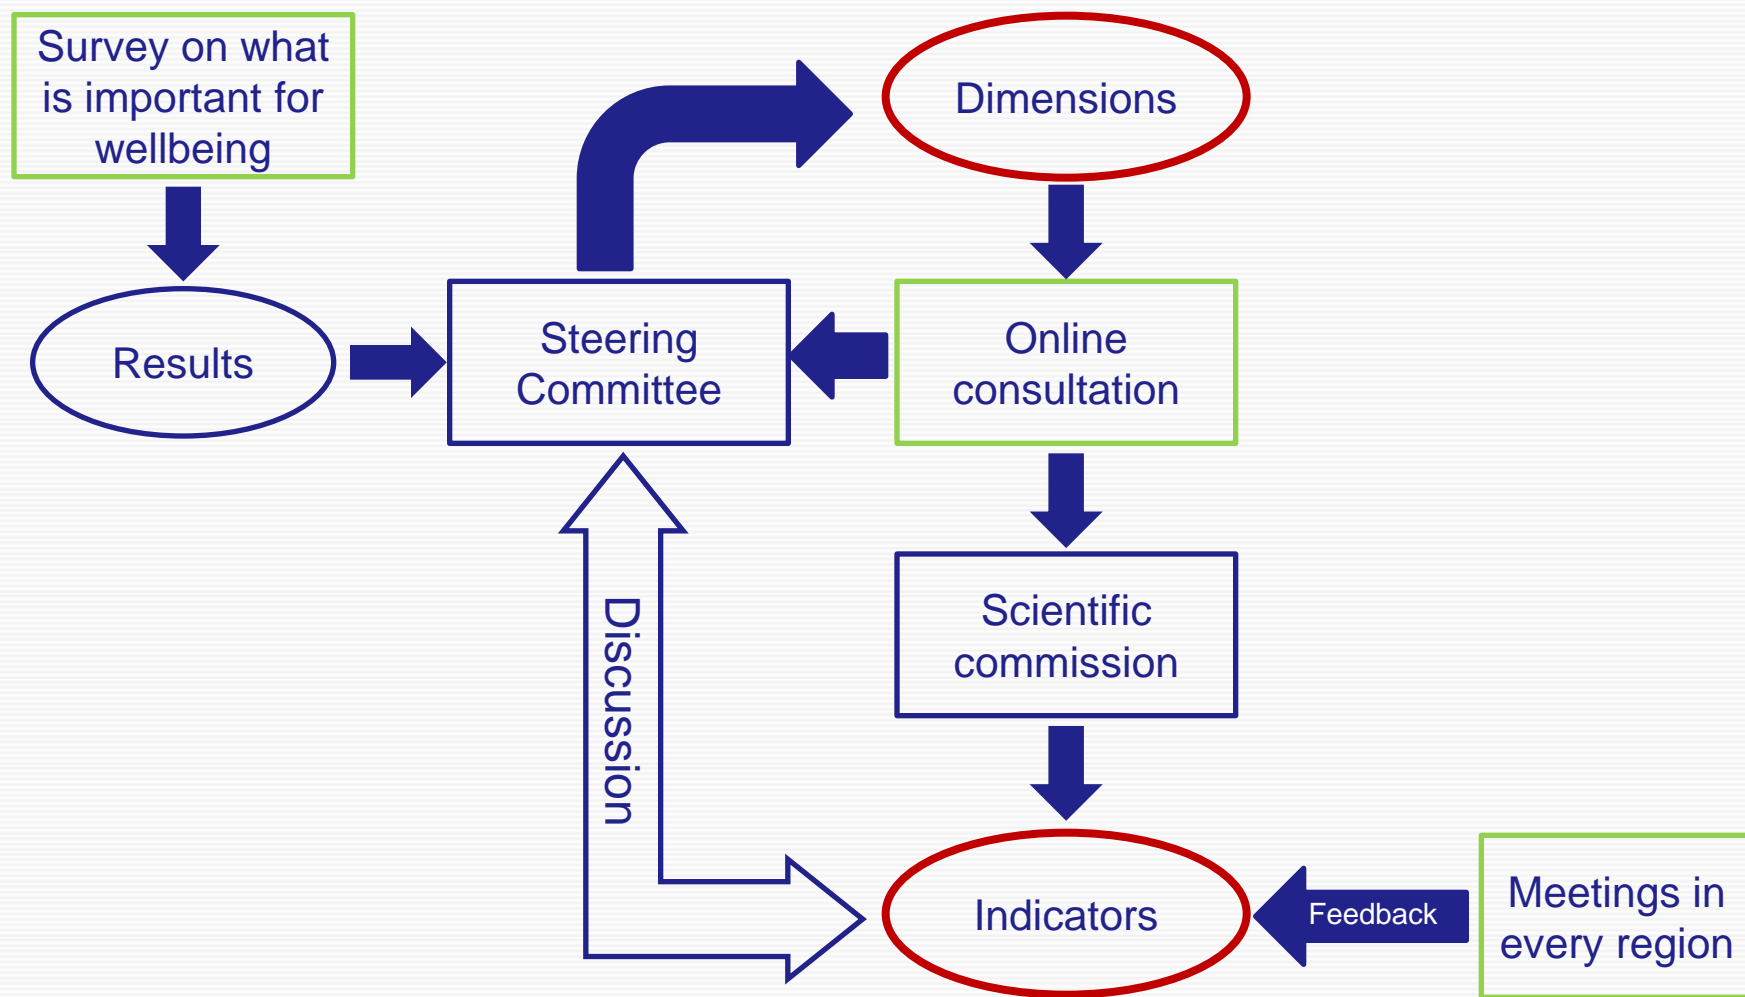 Survey on what
is important for
wellbeing
Dimensions
Results
Steering
Committee
Online
consultation
Scientific
commission
Discussion
Indicators
Feedback
Meetings in
every region